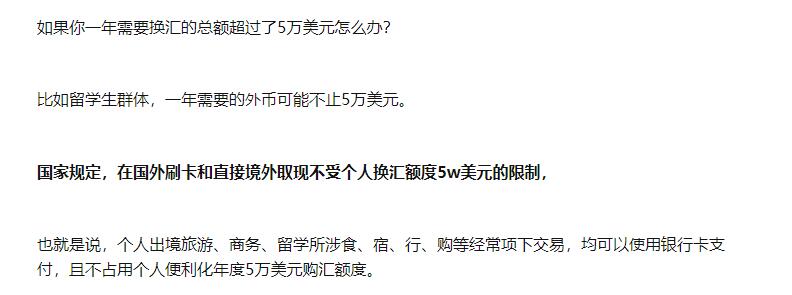 如果你一年需要换汇的总额超过了5万美元怎么办?
比如留学生群体，一年需要的外币可能不止5万美元。
国家规定，在国外刷卡和直接境外取现不受个人换汇额度5w美元的限制，
也就是说，个人出境旅游、商务、留学所涉食、宿、行、购等经常项下交易，均可以使用银行卡支
付，且不占用个人便利化年度5万美元购汇额度。